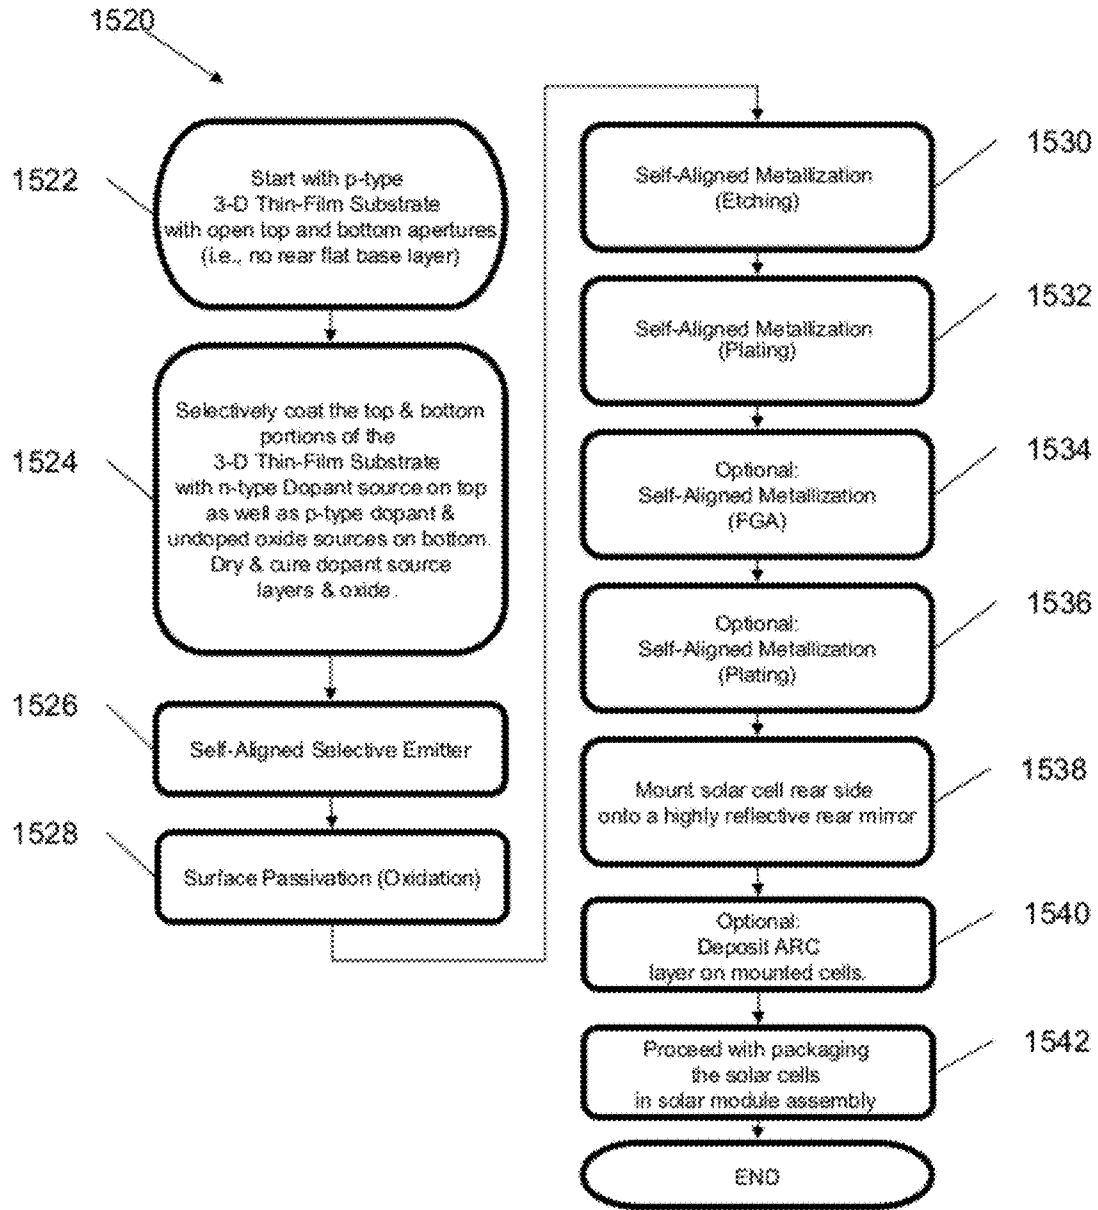 1520
1522
Start with p-type
3-D Thin-Film Substrate
with open top and bottom apertures
(i.e., no rear flat base layer)
1524
Selectively coat the top & bottom
portions of the
3-D Thin-Film Substrate
with n-type Dopant source on top
as well as p-type dopant &
undoped oxide sources on bottom.
Dry & cure dopant source
layers & oxide.
1526
Self-Aligned Selective Emitter
1528
Surface Passivation (Oxidation)
1530
Self-Aligned Metallization
(Etching)
1532
Self-Aligned Metallization
(Plating)
1534
Optional:
Self-Aligned Metallization
(FGA)
1536
Optional:
Self-Aligned Metallization
(Plating)
1538
Mount solar cell rear side
onto a highly reflective rear mirror
1540
Optional:
Deposit ARC
layer on mounted cells.
1542
Proceed with packaging
the solar cells
in solar module assembly
END